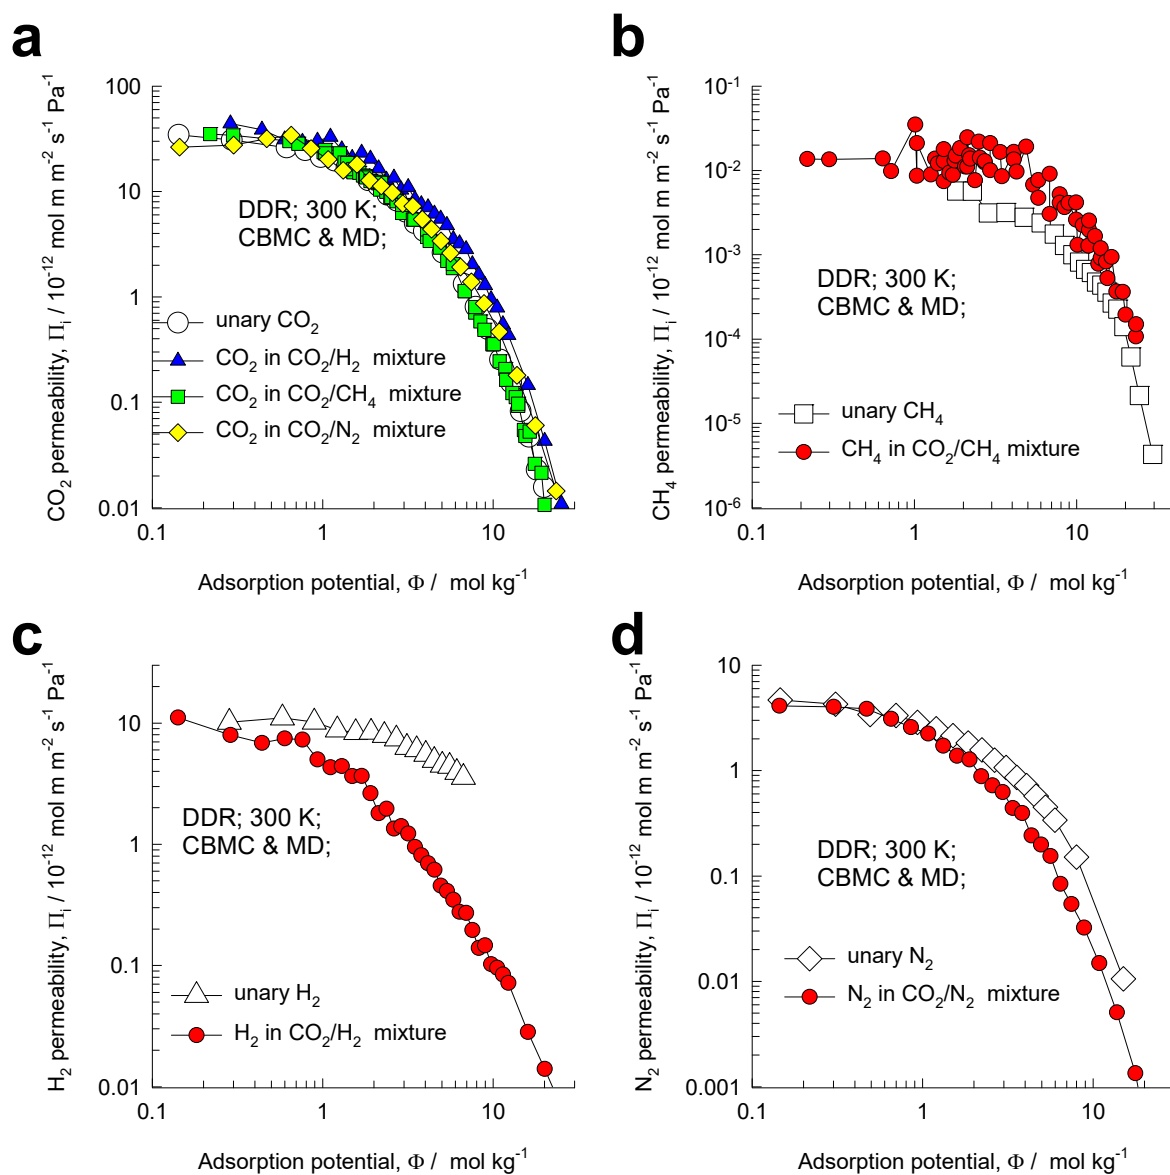 a
CO₂ permeability, Πᵢ / 10⁻¹² mol m m⁻² s⁻¹ Pa⁻¹
100
10
1
0.1
0.01
DDR; 300 K;
CBMC & MD;
unary CO₂
CO₂ in CO₂/H₂ mixture
CO₂ in CO₂/CH₄ mixture
CO₂ in CO₂/N₂ mixture
0.1 1 10
Adsorption potential, Φ / mol kg⁻¹
b
CH₄ permeability, Πᵢ / 10⁻¹² mol m m⁻² s⁻¹ Pa⁻¹
10⁻¹
10⁻²
10⁻³
10⁻⁴
10⁻⁵
10⁻⁶
DDR; 300 K;
CBMC & MD;
unary CH₄
CH₄ in CO₂/CH₄ mixture
0.1 1 10
Adsorption potential, Φ / mol kg⁻¹
c
H₂ permeability, Πᵢ / 10⁻¹² mol m m⁻² s⁻¹ Pa⁻¹
10
1
0.1
0.01
DDR; 300 K;
CBMC & MD;
unary H₂
H₂ in CO₂/H₂ mixture
0.1 1 10
Adsorption potential, Φ / mol kg⁻¹
d
N₂ permeability, Πᵢ / 10⁻¹² mol m m⁻² s⁻¹ Pa⁻¹
10
1
0.1
0.01
0.001
DDR; 300 K;
CBMC & MD;
unary N₂
N₂ in CO₂/N₂ mixture
0.1 1 10
Adsorption potential, Φ / mol kg⁻¹